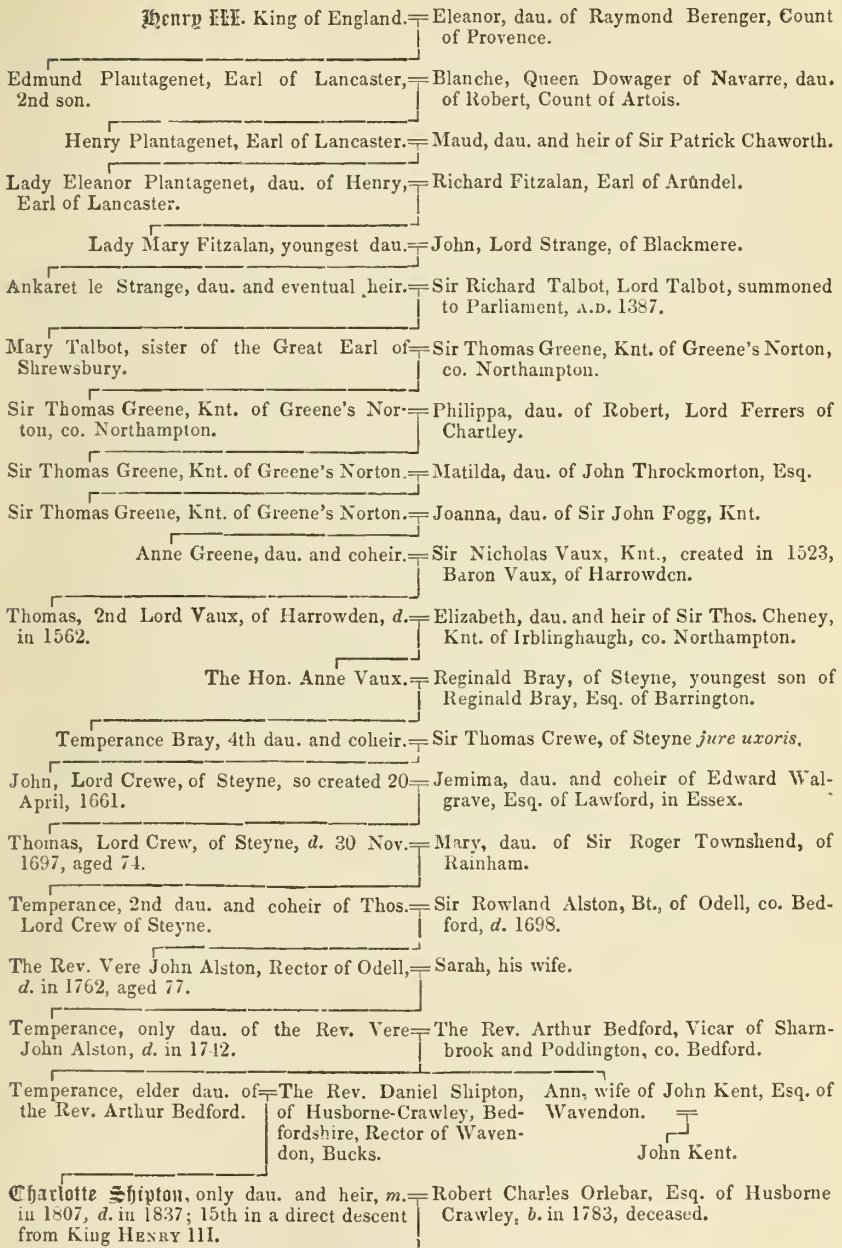 Henry III. King of England. Eleanor, dau. of Raymond Berenger, Count
of Provence.
Edmund Plantagenet, Earl of Lancaster, Blanche, Queen Dowager of Navarre, dau.
2nd son. of Robert, Count of Artois.
Henry Plantagenet, Earl of Lancaster. Maud, dau. and heir of Sir Patrick Chaworth.
Lady Eleanor Plantagenet, dau. of Henry, Richard Fitzalan, Earl of Arûndel.
Earl of Lancaster.
Lady Mary Fitzalan, youngest dau. John, Lord Strange, of Blackmere.
Ankaret le Strange, dau. and eventual heir. Sir Richard Talbot, Lord Talbot, summoned
to Parliament, A.D. 1387.
Mary Talbot, sister of the Great Earl of Sir Thomas Greene, Knt. of Greene's Norton,
Shrewsbury. co. Northampton.
Sir Thomas Greene, Knt. of Greene's Nor- Philippa, dau. of Robert, Lord Ferrers of
ton, co. Northampton. Chartley.
Sir Thomas Greene, Knt. of Greene's Norton. Matilda, dau. of John Throckmorton, Esq.
Sir Thomas Greene, Knt. of Greene's Norton. Joanna, dau. of Sir John Fogg, Knt.
Anne Greene, dau. and coheir. Sir Nicholas Vaux, Knt., created in 1523,
Baron Vaux, of Harrowden.
Thomas, 2nd Lord Vaux, of Harrowden, d. Elizabeth, dau. and heir of Sir Thos. Cheney,
in 1562. Knt. of Irblinghaugh, co. Northampton.
The Hon. Anne Vaux. Reginald Bray, of Steyne, youngest son of
Reginald Bray, Esq. of Barrington.
Temperance Bray, 4th dau. and coheir. Sir Thomas Crewe, of Steyne jure uxoris.
John, Lord Crewe, of Steyne, so created 20 Jemima, dau. and coheir of Edward Wal-
April, 1661. grave, Esq. of Lawford, in Essex.
Thomas, Lord Crew, of Steyne, d. 30 Nov. Mary, dau. of Sir Roger Townshend, of
1697, aged 74. Rainham.
Temperance, 2nd dau. and coheir of Thos. Sir Rowland Alston, Bt., of Odell, co. Bed-
Lord Crew of Steyne. ford, d. 1698.
The Rev. Vere John Alston, Rector of Odell, Sarah, his wife.
d. in 1762, aged 77.
Temperance, only dau. of the Rev. Vere The Rev. Arthur Bedford, Vicar of Sharn-
John Alston, d. in 1742. brook and Poddington, co. Bedford.
Temperance, elder dau. of The Rev. Daniel Shipton, Ann, wife of John Kent, Esq. of
the Rev. Arthur Bedford. of Husborne-Crawley, Bed- Wavendon.
fordshire, Rector of Waven-
don, Bucks. John Kent.
Charlotte Shipton, only dau. and heir, m. Robert Charles Orlebar, Esq. of Husborne
in 1807, d. in 1837; 15th in a direct descent Crawley, b. in 1783, deceased.
from King HENRY III.